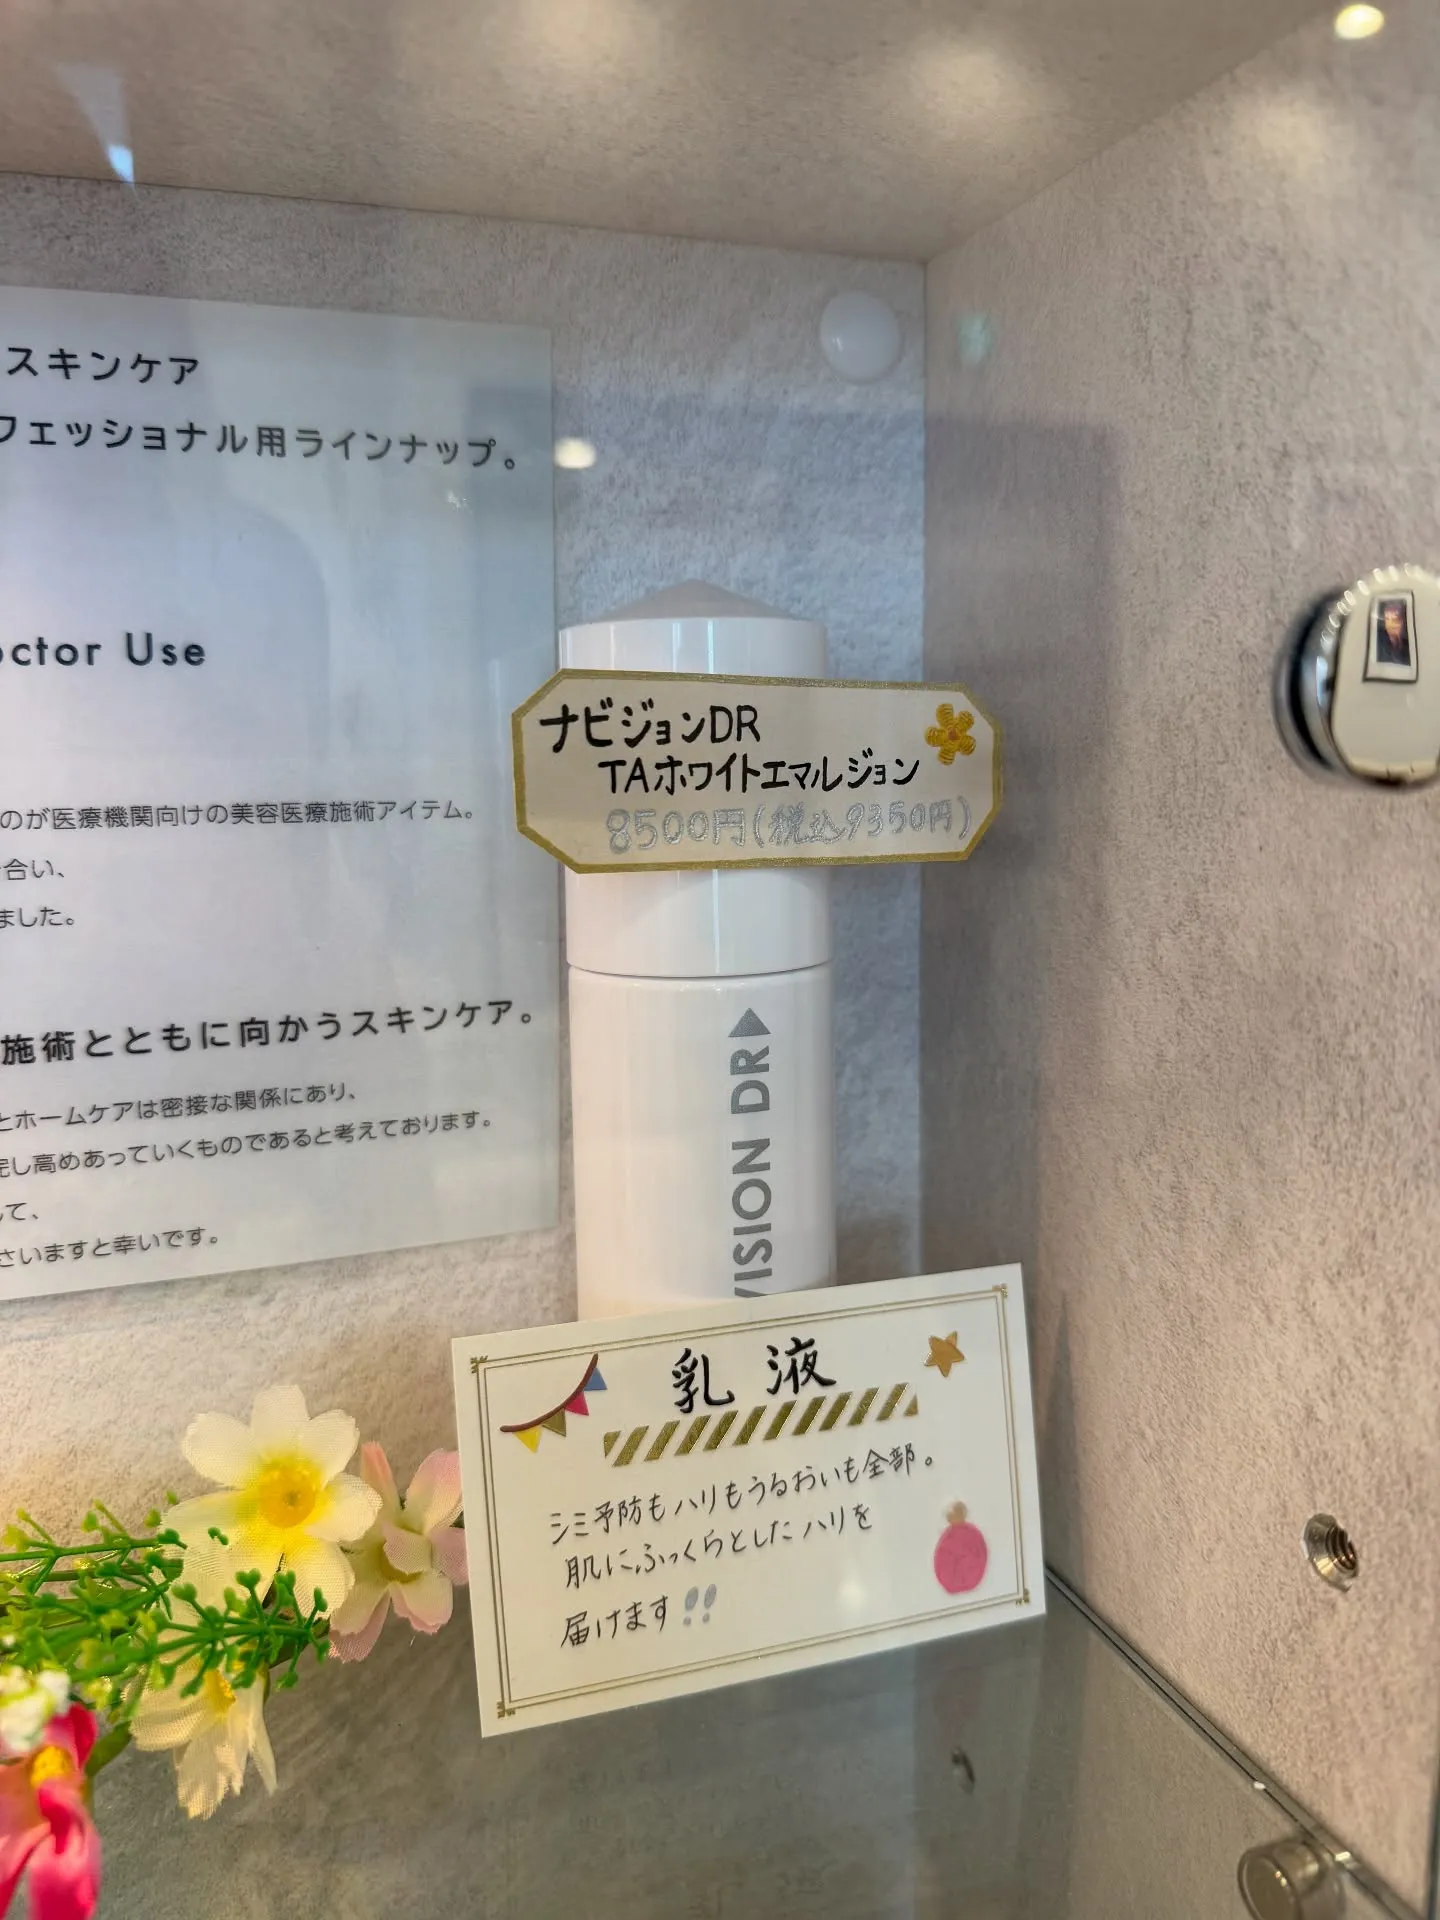 スキンケア
フェッショナル用ラインナップ。
octor Use
のが医療機関向けの美容医療施術アイテム。
合い、
ました。
施術とともに向かうスキンケア。
とホームケアは密接な関係にあり、
し高めあっていくものであると考えております。
て、
さいますと幸いです。
ナビジョンDR
TAホワイトエマルジョン
8500円(税込9350円)
VISION DR
乳液
シミ予防もハリもうるおいも全部。
肌にふっくらとしたハリを
届けます!!